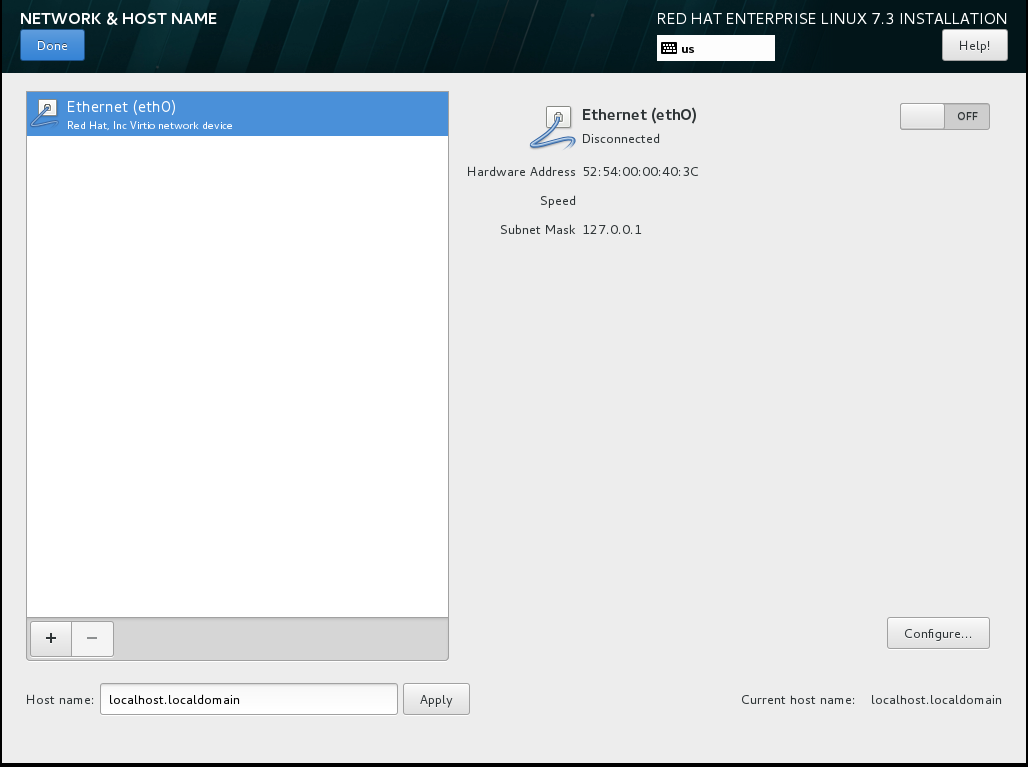 NETWORK & HOST NAME
RED HAT ENTERPRISE LINUX 7.3 INSTALLATION
Done
us
Help!
Ethernet (eth0)
Red Hat, Inc Virtio network device
Ethernet (eth0)
Disconnected
OFF
Hardware Address 52:54:00:00:40:3C
Speed
Subnet Mask 127.0.0.1
+ −
Configure...
Host name: localhost.localdomain Apply
Current host name: localhost.localdomain